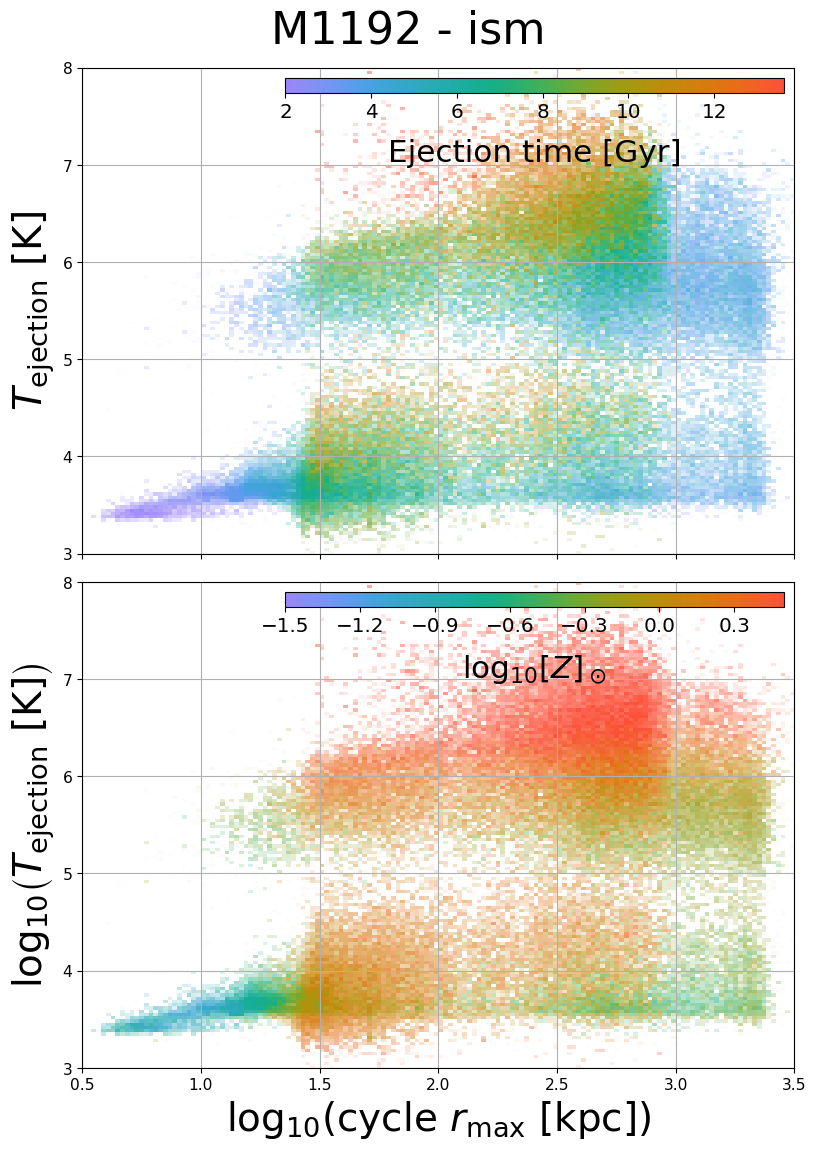 M1192 - ism
8
7
6
5
4
3
T_ejection [K]
2 4 6 8 10 12
Ejection time [Gyr]
8
7
6
5
4
3
log₁₀(T_ejection [K])
−1.5 −1.2 −0.9 −0.6 −0.3 0.0 0.3
log₁₀[Z]⊙
0.5 1.0 1.5 2.0 2.5 3.0 3.5
log₁₀(cycle r_max [kpc])